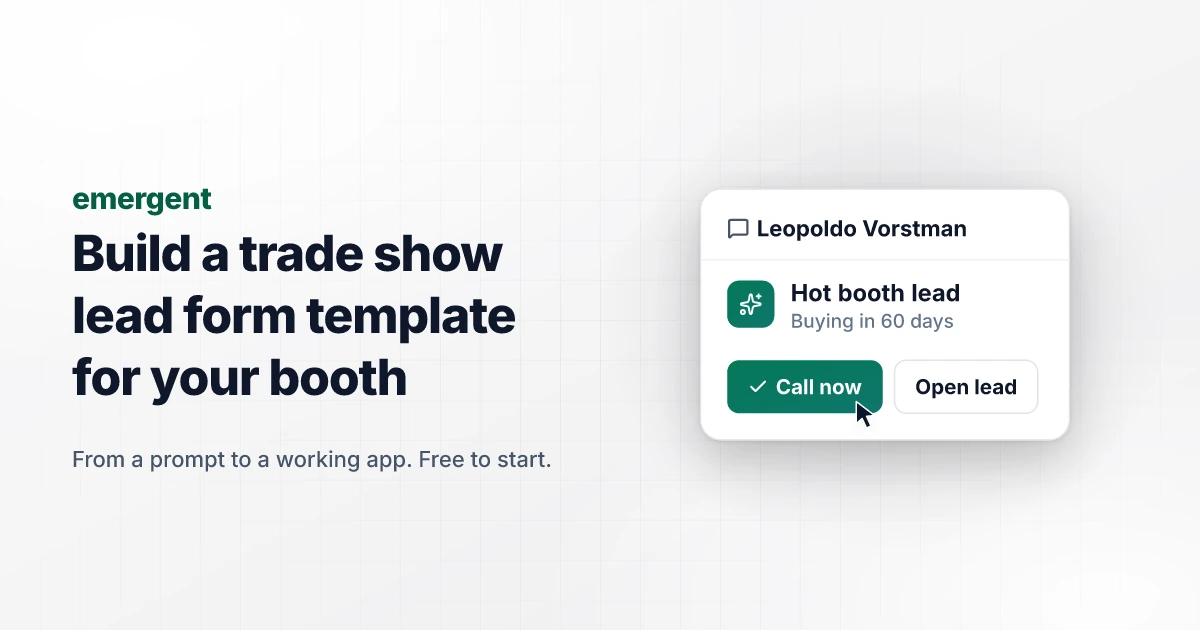 emergent
Build a trade show
lead form template
for your booth
From a prompt to a working app. Free to start.
Leopoldo Vorstman
Hot booth lead
Buying in 60 days
Call now
Open lead